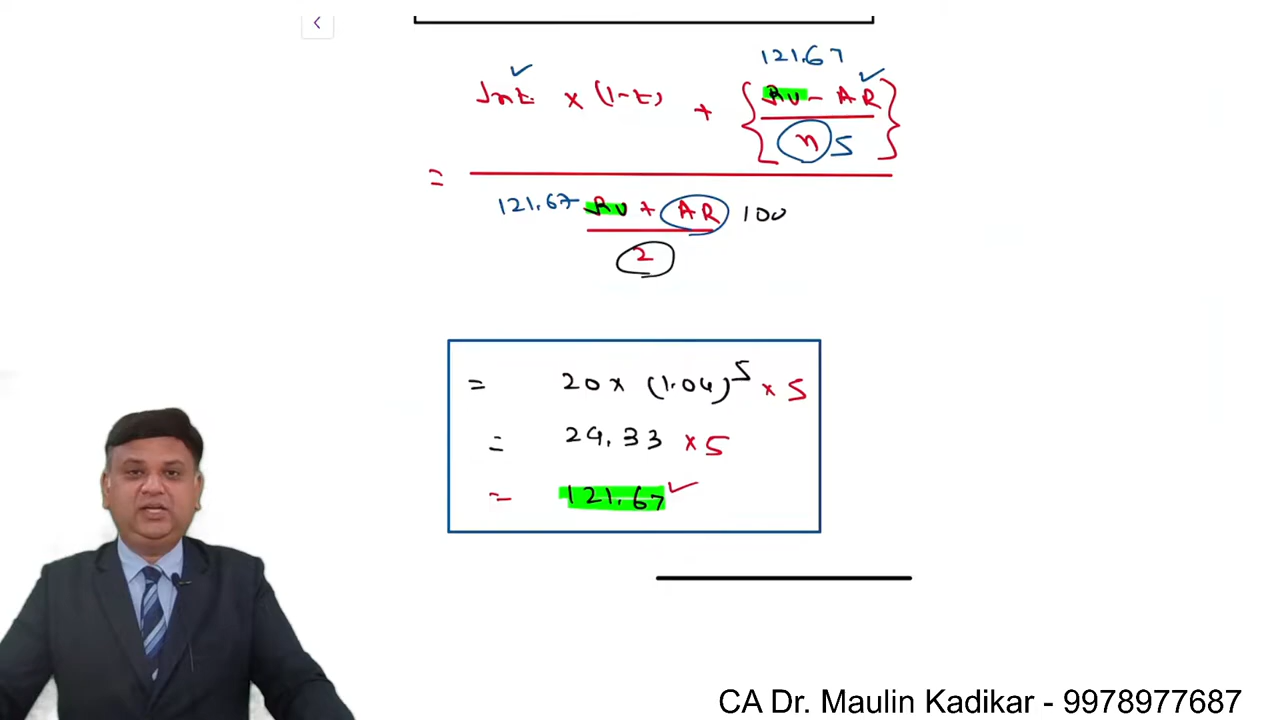 121.67
Int. x (1-t) + { RV - AR
n 5 }
=
121.67 RV + AR 100
2
= 20 x (1.04)^5 x 5
= 24.33 x 5
= 121.67 ✓
CA Dr. Maulin Kadikar - 9978977687